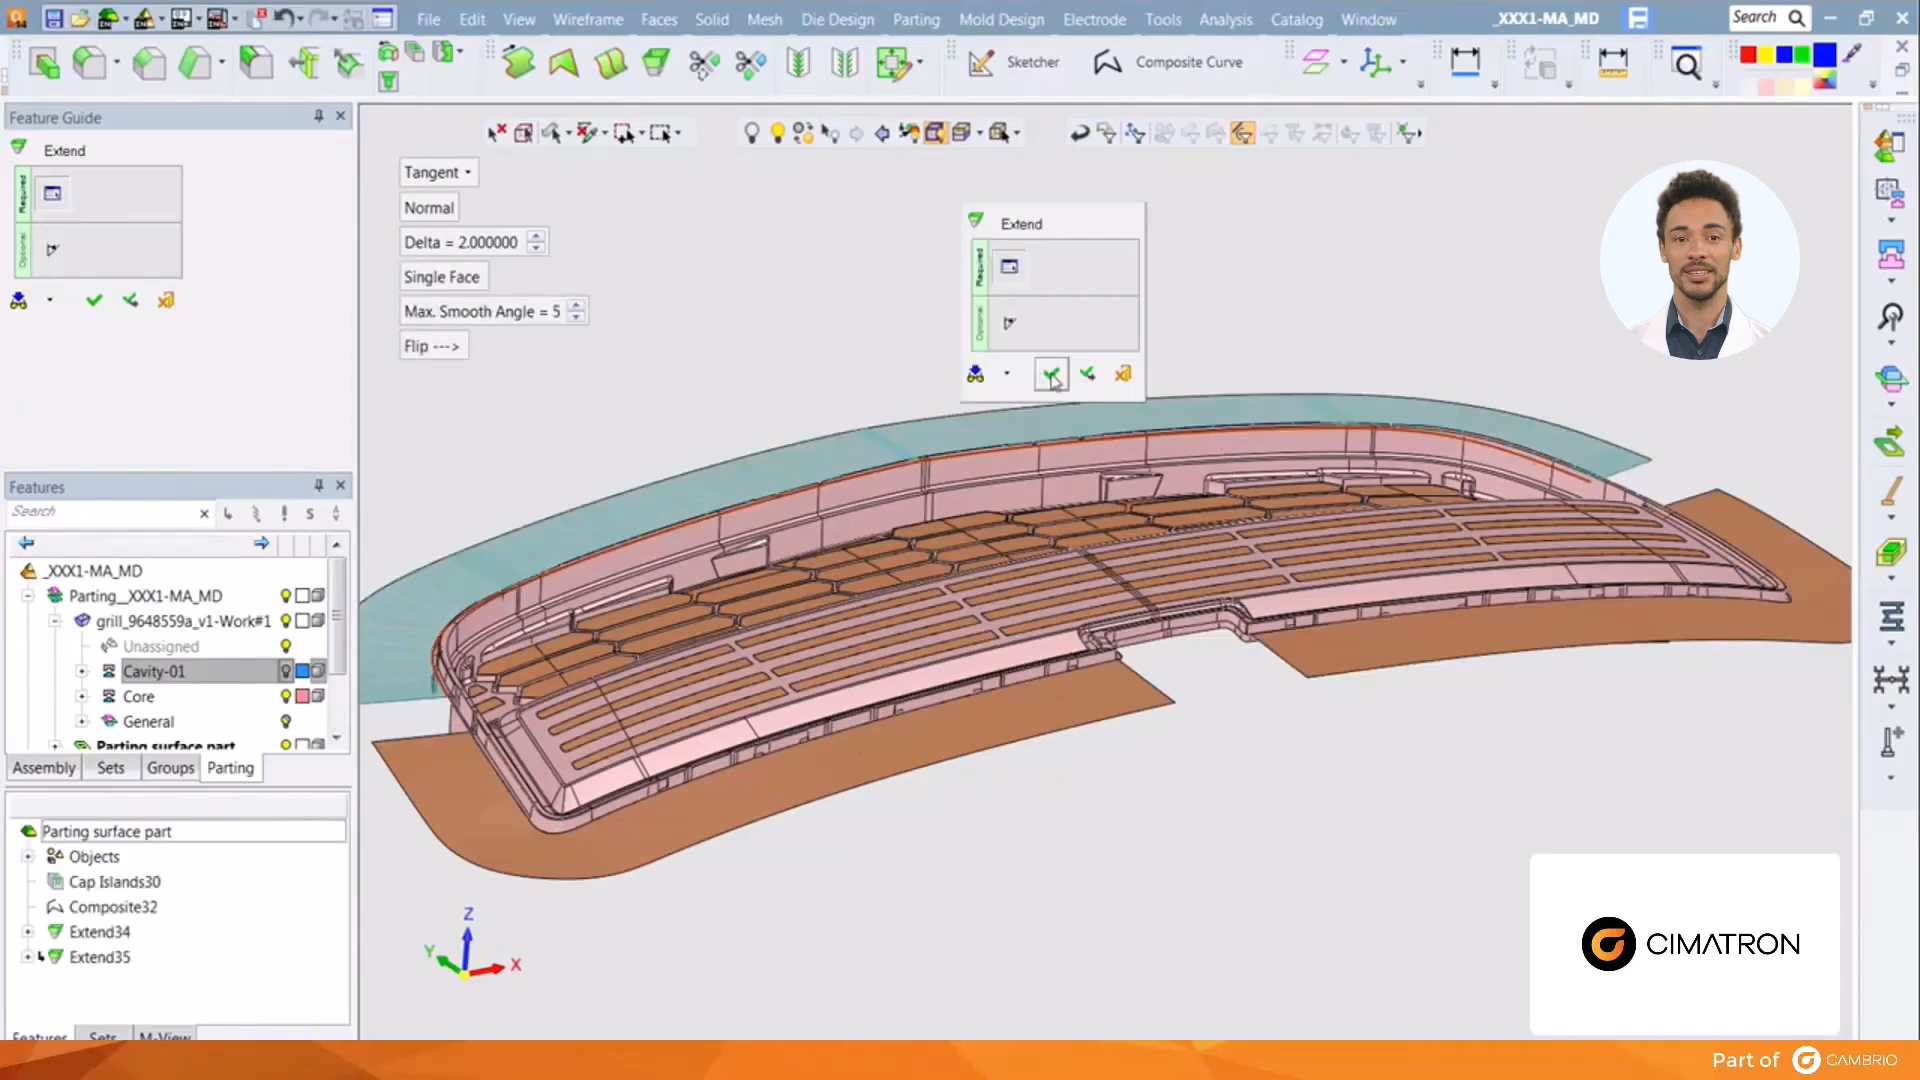 File Edit View Wireframe Faces Solid Mesh Die Design Parting Mold Design Electrode Tools Analysis Catalog Window _XXX1-MA_MD Search
Sketcher Composite Curve
Feature Guide
Extend
Required
Optional
Tangent
Normal
Delta = 2.000000
Single Face
Max. Smooth Angle = 5
Flip --->
Extend
Required
Optional
Features
Search
_XXX1-MA_MD
Parting__XXX1-MA_MD
grill_9648559a_v1-Work#1
Unassigned
Cavity-01
Core
General
Parting surface part
Assembly Sets Groups Parting
Parting surface part
Objects
Cap Islands30
Composite32
Extend34
Extend35
Features Sets M-View
Z
Y
X
CIMATRON
Part of CAMBRIO